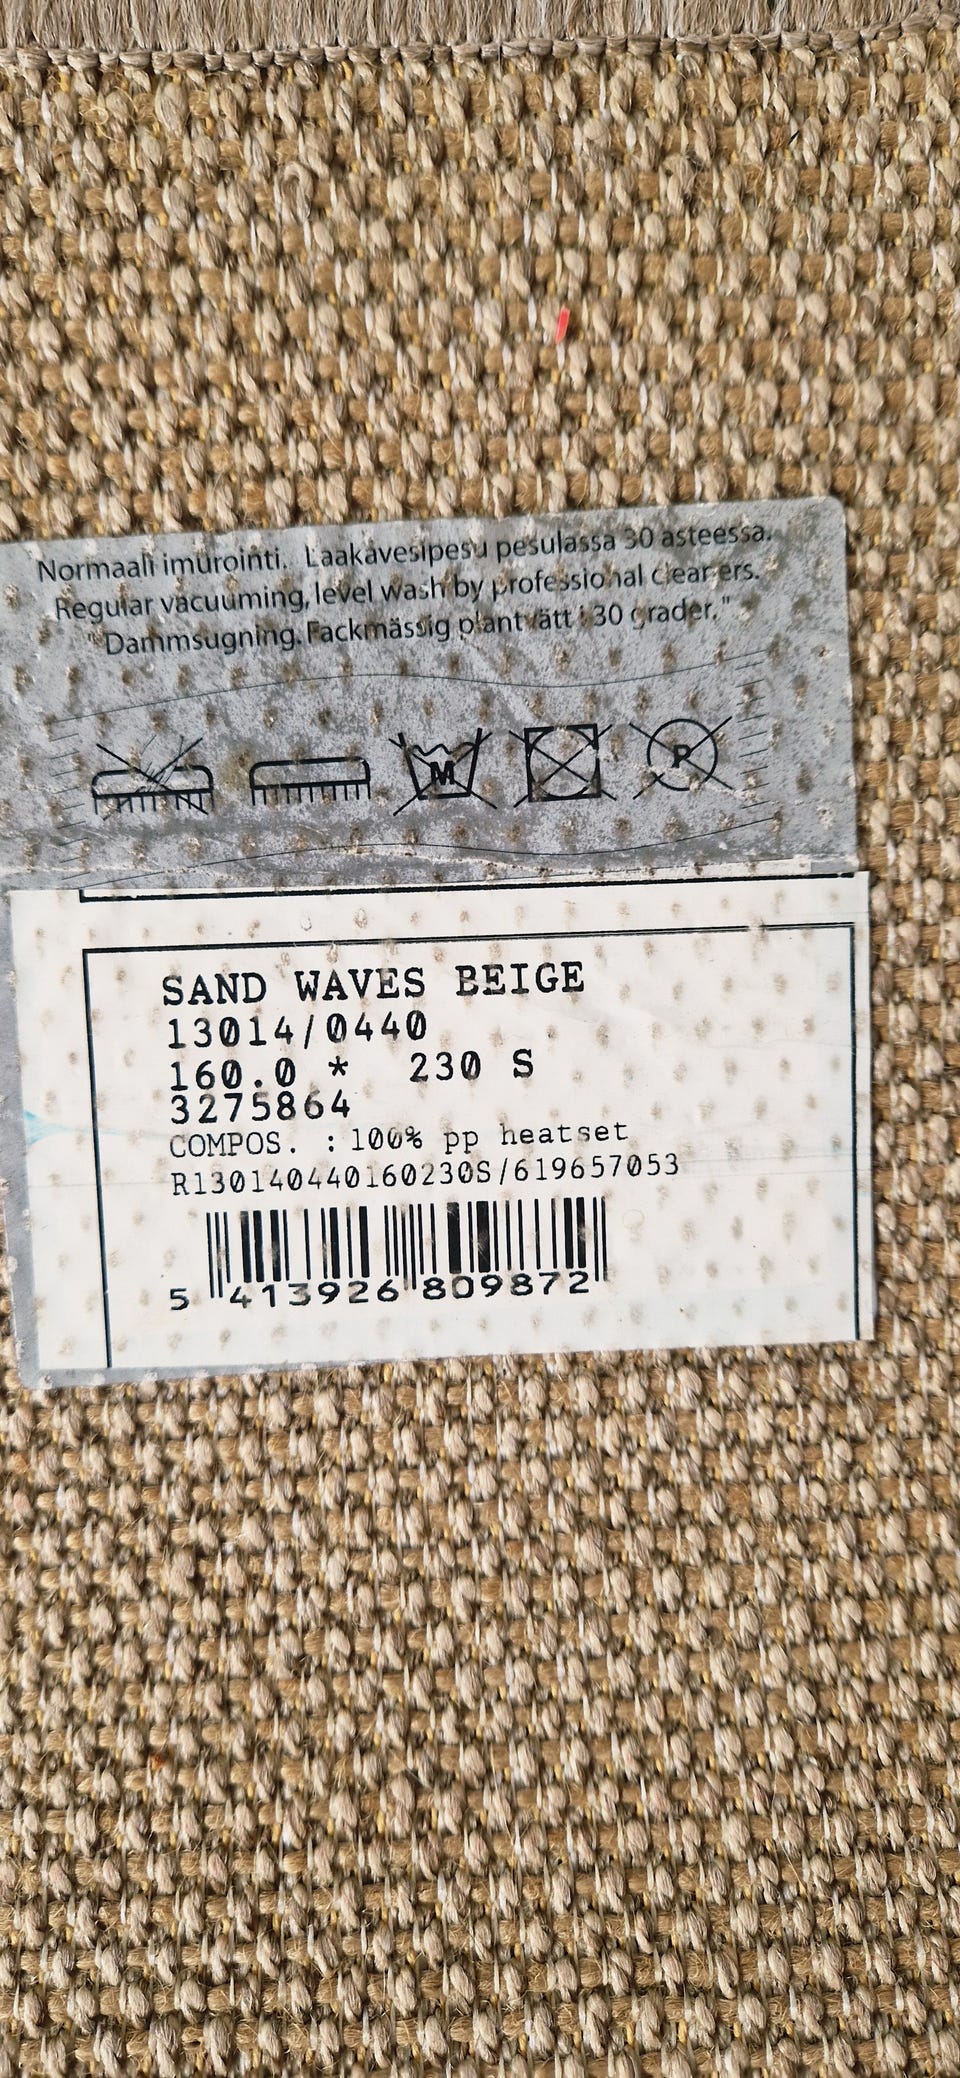 Normaali imurointi. Laakavesipesu pesulassa 30 asteessa.
Regular vacuuming, level wash by professional cleaners.
"Dammsugning. Fackmässig plantvätt i 30 grader."
M
P
SAND WAVES BEIGE
13014/0440
160.0 * 230 S
3275864
COMPOS. : 100% pp heatset
R130140440160230S/619657053
5 413926 809872